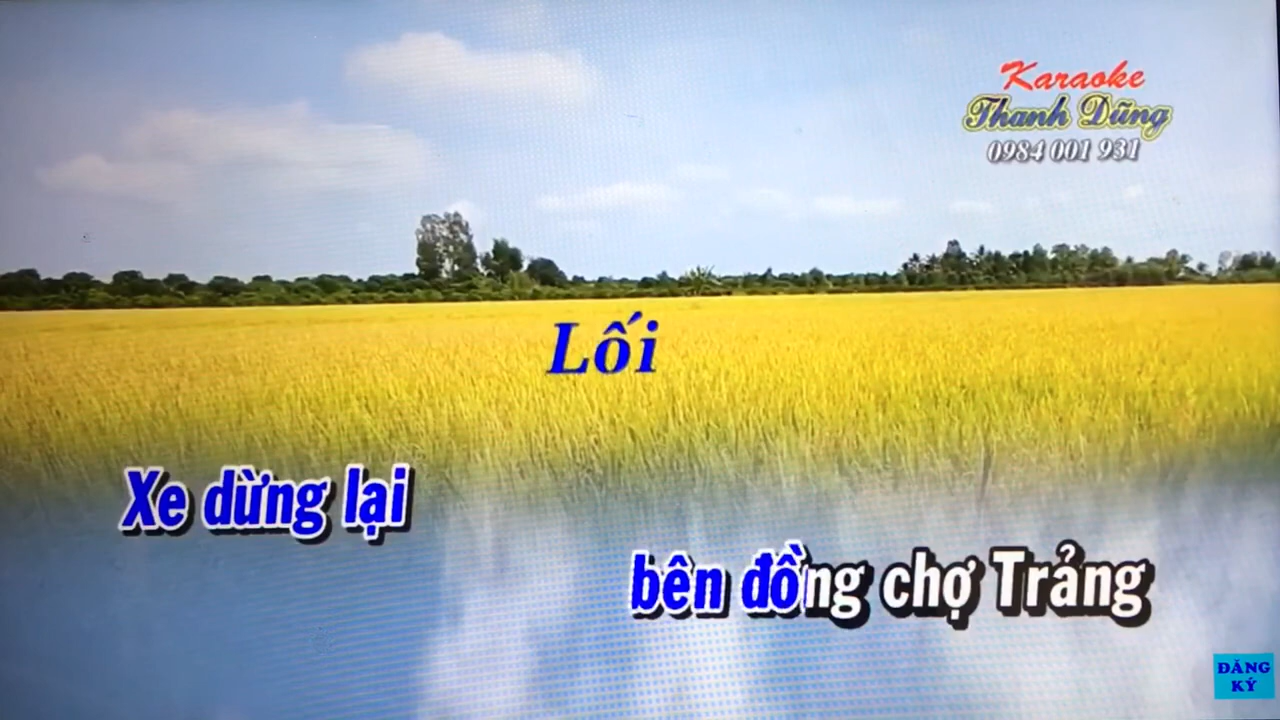 Karaoke
Thanh Dũng
0984 001 931
Lối
Xe dừng lại
bên đồng chợ Trảng
ĐĂNG
KÝ